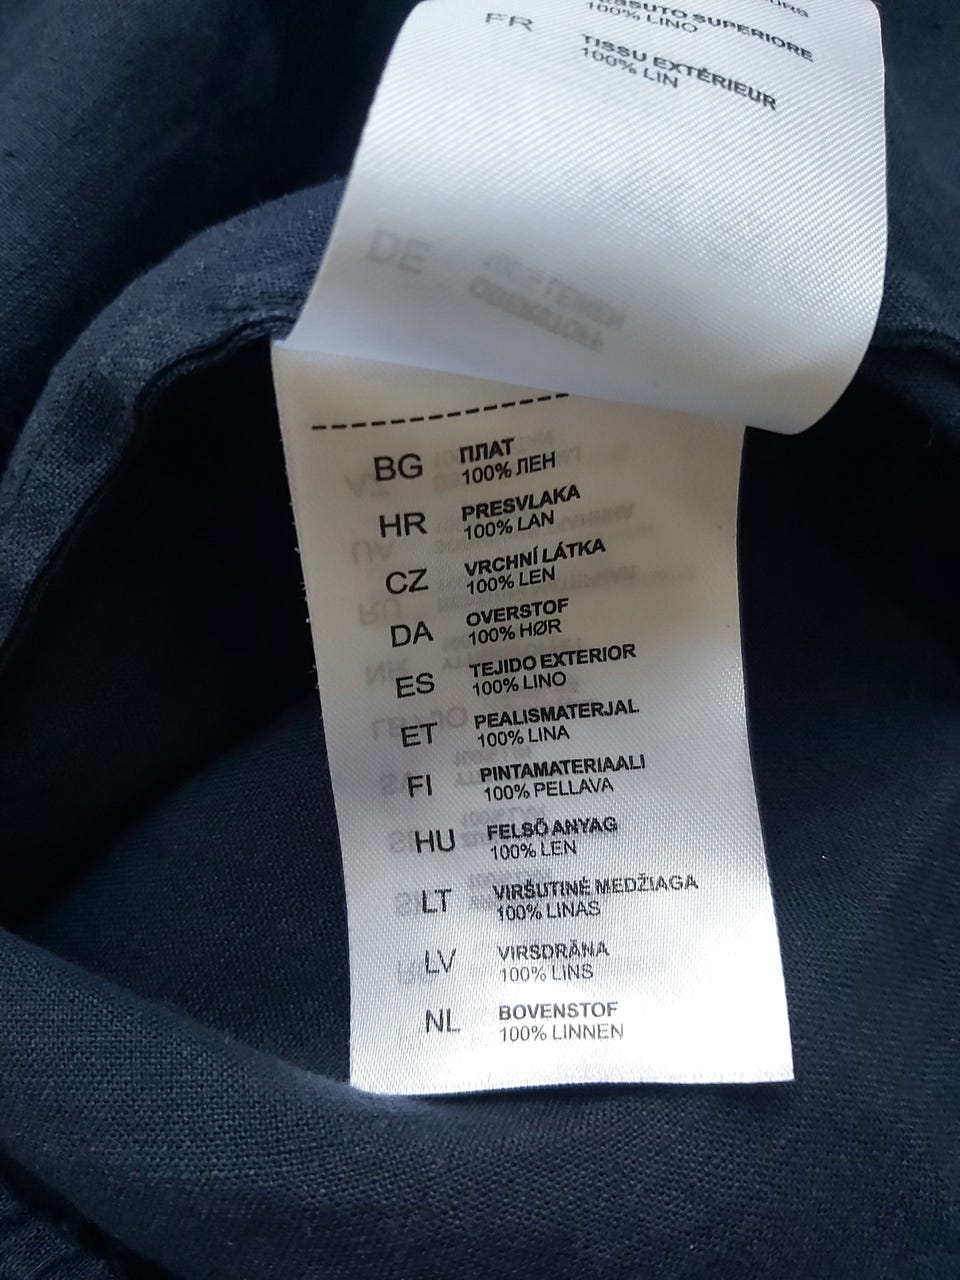 SUPERIORE
100% LINO
FR TISSU EXTÉRIEUR
100% LIN
DE
BG ПЛАТ
100% ЛЕН
HR PRESVLAKA
100% LAN
CZ VRCHNÍ LÁTKA
100% LEN
DA OVERSTOF
100% HØR
ES TEJIDO EXTERIOR
100% LINO
ET PEALISMATERJAL
100% LINA
FI PINTAMATERIAALI
100% PELLAVA
HU FELSŐ ANYAG
100% LEN
LT VIRŠUTINĖ MEDŽIAGA
100% LINAS
LV VIRSDRĀNA
100% LINS
NL BOVENSTOF
100% LINNEN